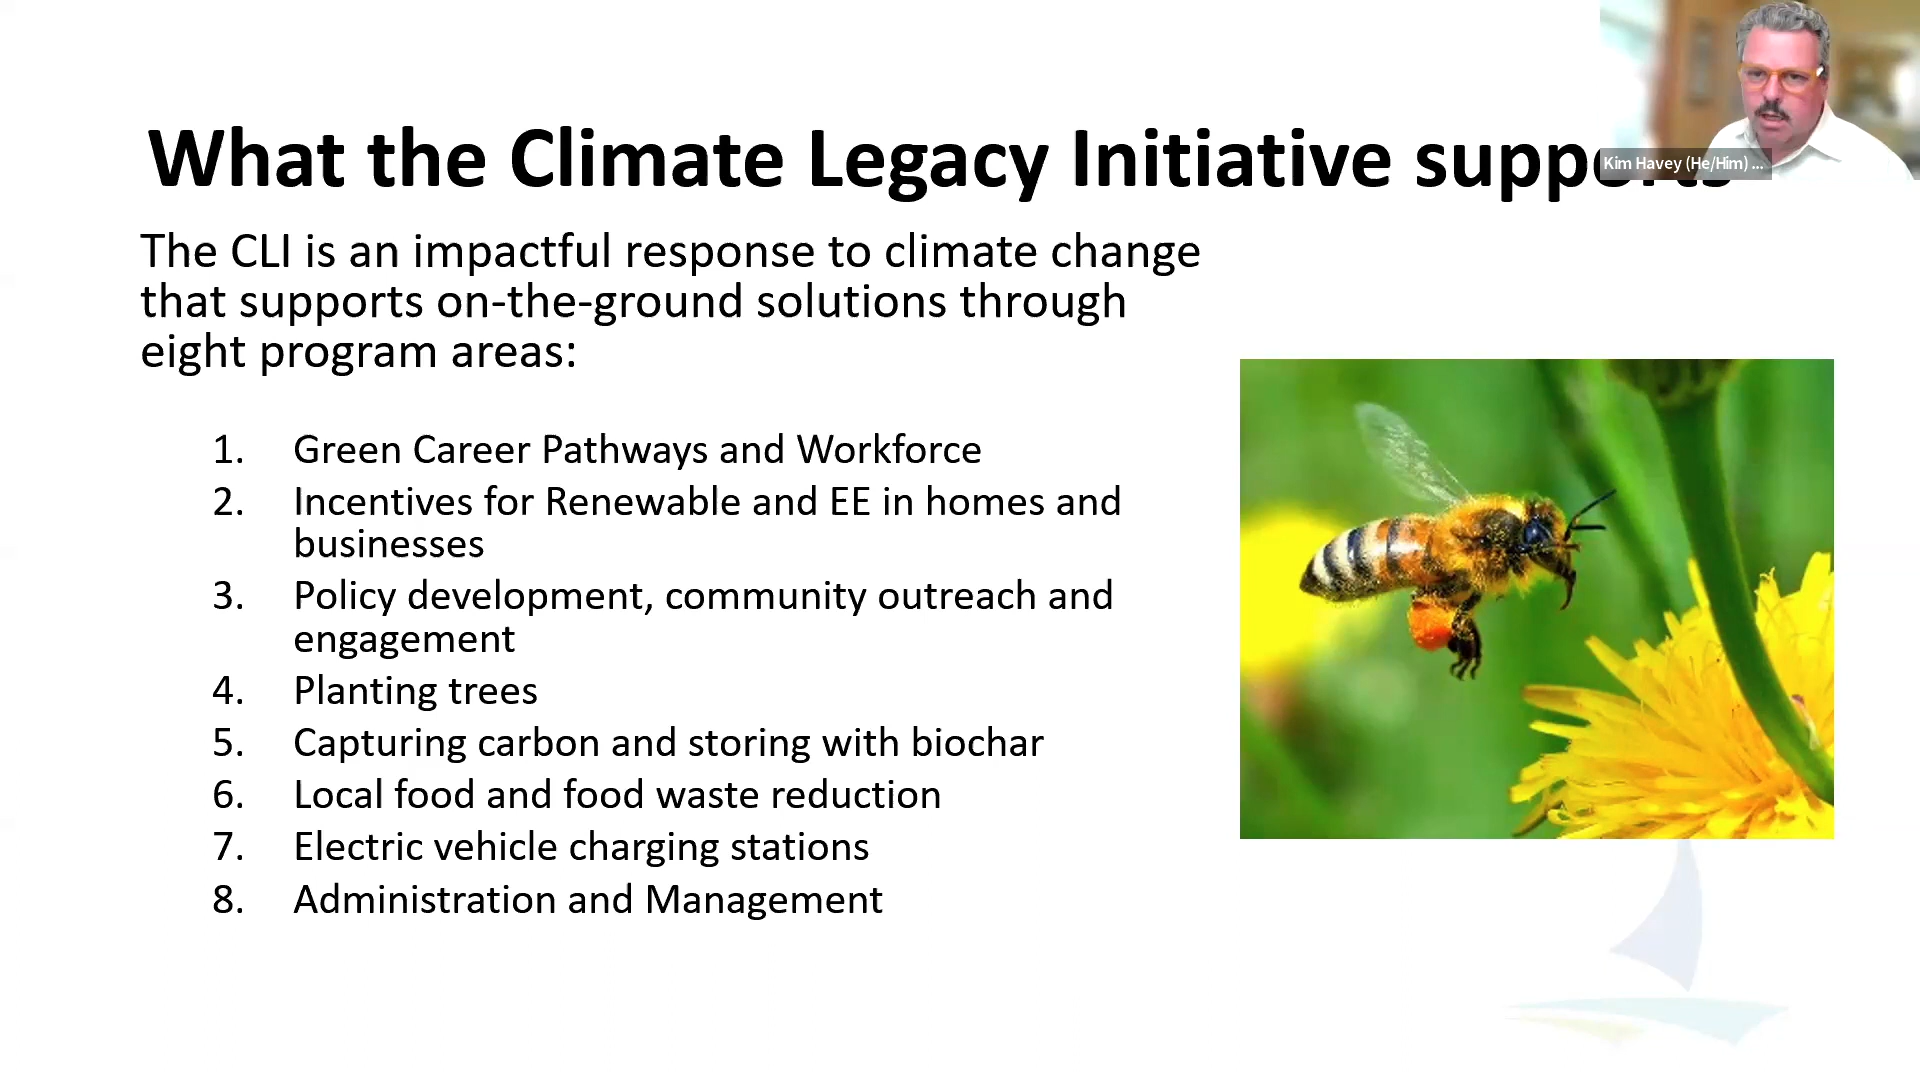 What the Climate Legacy Initiative supports
Kim Havey (He/Him) ...
The CLI is an impactful response to climate change
that supports on-the-ground solutions through
eight program areas:
1. Green Career Pathways and Workforce
2. Incentives for Renewable and EE in homes and
businesses
3. Policy development, community outreach and
engagement
4. Planting trees
5. Capturing carbon and storing with biochar
6. Local food and food waste reduction
7. Electric vehicle charging stations
8. Administration and Management